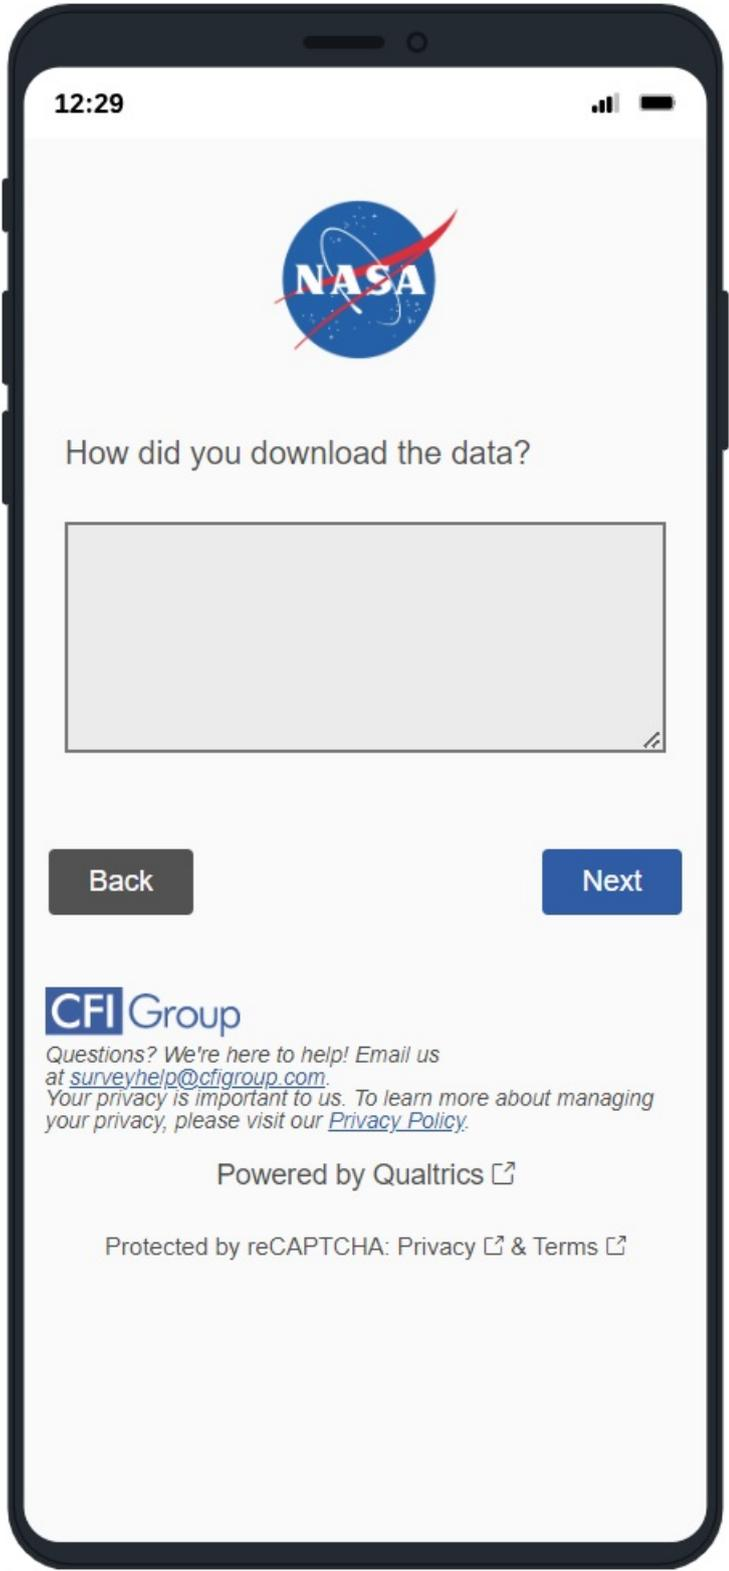 12:29
NASA
How did you download the data?
Back
Next
CFI Group
Questions? We're here to help! Email us
at surveyhelp@cfigroup.com.
Your privacy is important to us. To learn more about managing
your privacy, please visit our Privacy Policy.
Powered by Qualtrics
Protected by reCAPTCHA: Privacy & Terms